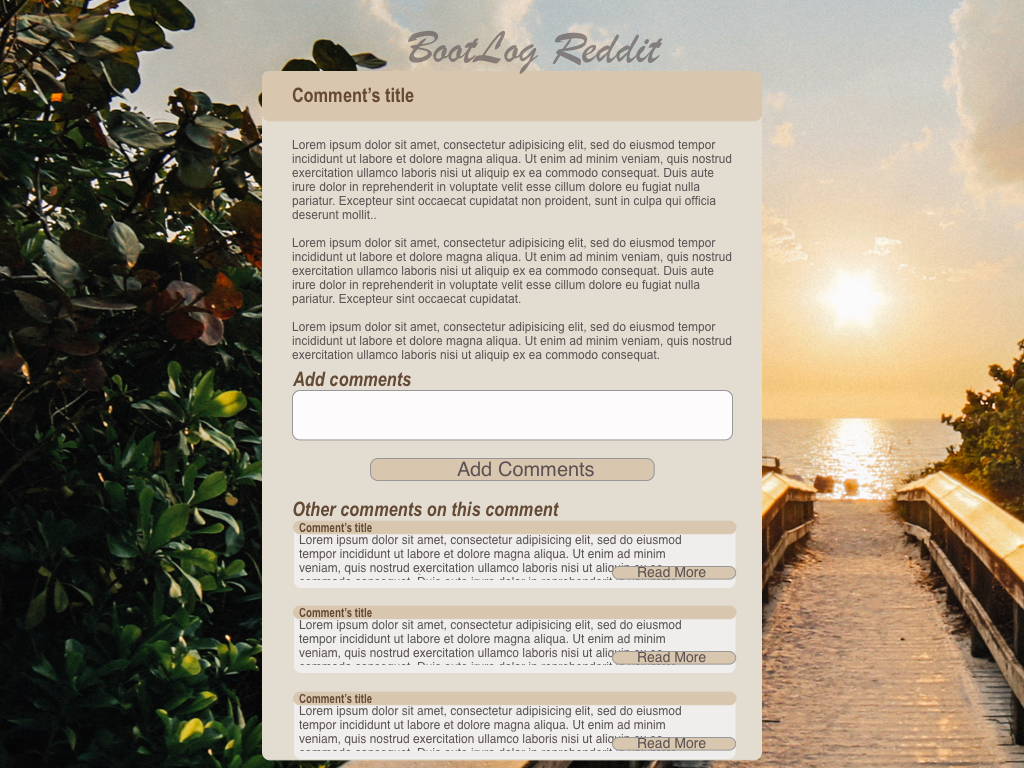 BootLog Reddit
Comment's title
Lorem ipsum dolor sit amet, consectetur adipisicing elit, sed do eiusmod tempor
incididunt ut labore et dolore magna aliqua. Ut enim ad minim veniam, quis nostrud
exercitation ullamco laboris nisi ut aliquip ex ea commodo consequat. Duis aute
irure dolor in reprehenderit in voluptate velit esse cillum dolore eu fugiat nulla
pariatur. Excepteur sint occaecat cupidatat non proident, sunt in culpa qui officia
deserunt mollit..
Lorem ipsum dolor sit amet, consectetur adipisicing elit, sed do eiusmod tempor
incididunt ut labore et dolore magna aliqua. Ut enim ad minim veniam, quis nostrud
exercitation ullamco laboris nisi ut aliquip ex ea commodo consequat. Duis aute
irure dolor in reprehenderit in voluptate velit esse cillum dolore eu fugiat nulla
pariatur. Excepteur sint occaecat cupidatat.
Lorem ipsum dolor sit amet, consectetur adipisicing elit, sed do eiusmod tempor
incididunt ut labore et dolore magna aliqua. Ut enim ad minim veniam, quis nostrud
exercitation ullamco laboris nisi ut aliquip ex ea commodo consequat.
Add comments
Add Comments
Other comments on this comment
Comment's title
Lorem ipsum dolor sit amet, consectetur adipisicing elit, sed do eiusmod
tempor incididunt ut labore et dolore magna aliqua. Ut enim ad minim
veniam, quis nostrud exercitation ullamco laboris nisi ut
Read More
Comment's title
Lorem ipsum dolor sit amet, consectetur adipisicing elit, sed do eiusmod
tempor incididunt ut labore et dolore magna aliqua. Ut enim ad minim
veniam, quis nostrud exercitation ullamco laboris nisi ut
Read More
Comment's title
Lorem ipsum dolor sit amet, consectetur adipisicing elit, sed do eiusmod
tempor incididunt ut labore et dolore magna aliqua. Ut enim ad minim
veniam, quis nostrud exercitation ullamco laboris nisi ut
Read More